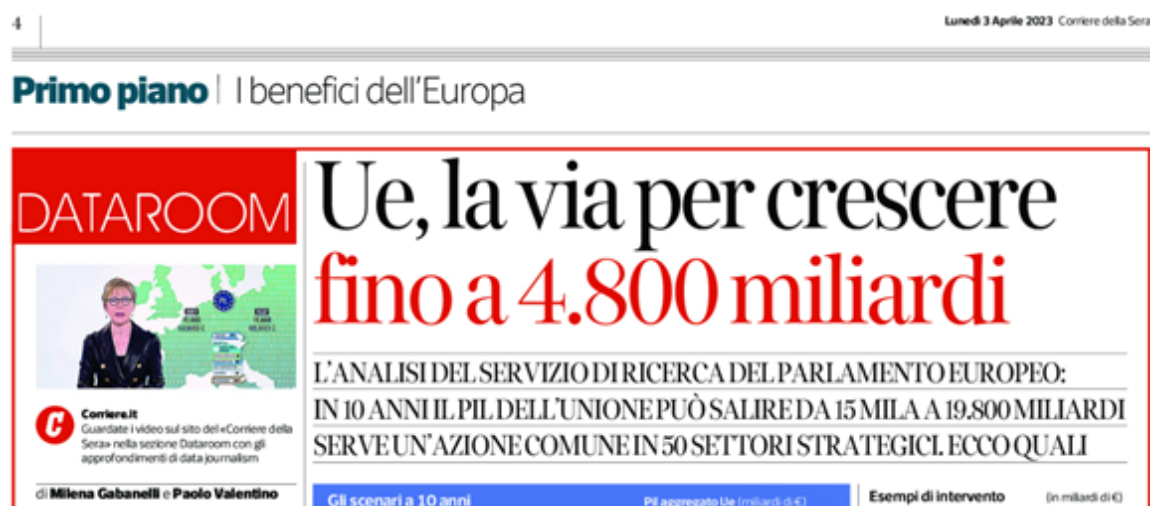 4
Lunedì 3 Aprile 2023 Corriere della Sera
Primo piano | I benefici dell'Europa
DATAROOM
Ue, la via per crescere
fino a 4.800 miliardi
L'ANALISI DEL SERVIZIO DI RICERCA DEL PARLAMENTO EUROPEO:
IN 10 ANNI IL PIL DELL'UNIONE PUÒ SALIRE DA 15 MILA A 19.800 MILIARDI
SERVE UN'AZIONE COMUNE IN 50 SETTORI STRATEGICI. ECCO QUALI
C
Corriere.it
Guardate i video sul sito del «Corriere della
Sera» nella sezione Dataroom con gli
approfondimenti di data journalism
di Milena Gabanelli e Paolo Valentino
Gli scenari a 10 anni
Pil aggregato Ue (miliardi di €)
Esempi di intervento
(in miliardi di €)